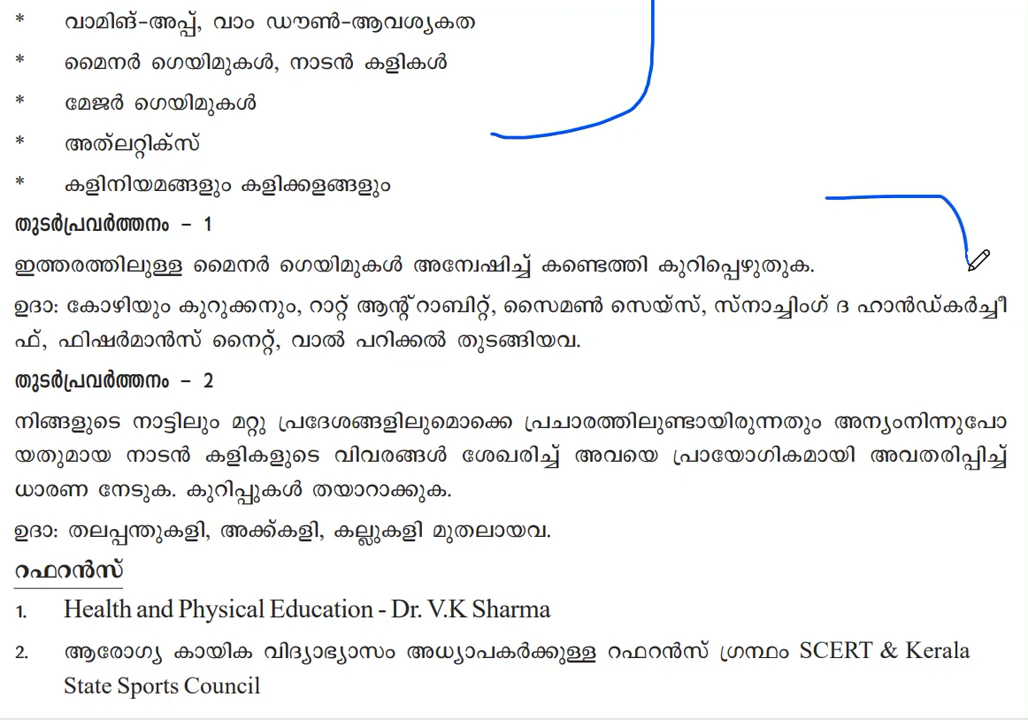 * വാമിങ്-അപ്പ്, വാം ഡൗൺ-ആവശ്യകത
* മൈനർ ഗെയിമുകൾ, നാടൻ കളികൾ
* മേജർ ഗെയിമുകൾ
* അത്‌ലറ്റിക്സ്
* കളിനിയമങ്ങളും കളിക്കളങ്ങളും
തുടർപ്രവർത്തനം - 1
ഇത്തരത്തിലുള്ള മൈനർ ഗെയിമുകൾ അമ്പേഷിച്ച് കണ്ടെത്തി കുറിപ്പെഴുതുക.
ഉദാ: കോഴിയും കുറുക്കനും, റാറ്റ് ആന്റ് റാബിറ്റ്, സൈമൺ സെയ്സ്, സ്നാച്ചിംഗ് ദ ഹാൻഡ്കർച്ചീ
ഫ്, ഫിഷർമാൻസ് നൈറ്റ്, വാൽ പറിക്കൽ തുടങ്ങിയവ.
തുടർപ്രവർത്തനം - 2
നിങ്ങളുടെ നാട്ടിലും മറ്റു പ്രദേശങ്ങളിലുമൊക്കെ പ്രചാരത്തിലുണ്ടായിരുന്നതും അന്യംനിന്നുപോ
യതുമായ നാടൻ കളികളുടെ വിവരങ്ങൾ ശേഖരിച്ച് അവയെ പ്രായോഗികമായി അവതരിപ്പിച്ച്
ധാരണ നേടുക. കുറിപ്പുകൾ തയാറാക്കുക.
ഉദാ: തലപ്പന്തുകളി, അക്ക്കളി, കല്ലുകളി മുതലായവ.
റഫറൻസ്
1. Health and Physical Education - Dr. V.K Sharma
2. ആരോഗ്യ കായിക വിദ്യാഭ്യാസം അധ്യാപകർക്കുള്ള റഫറൻസ് ഗ്രന്ഥം SCERT & Kerala
State Sports Council